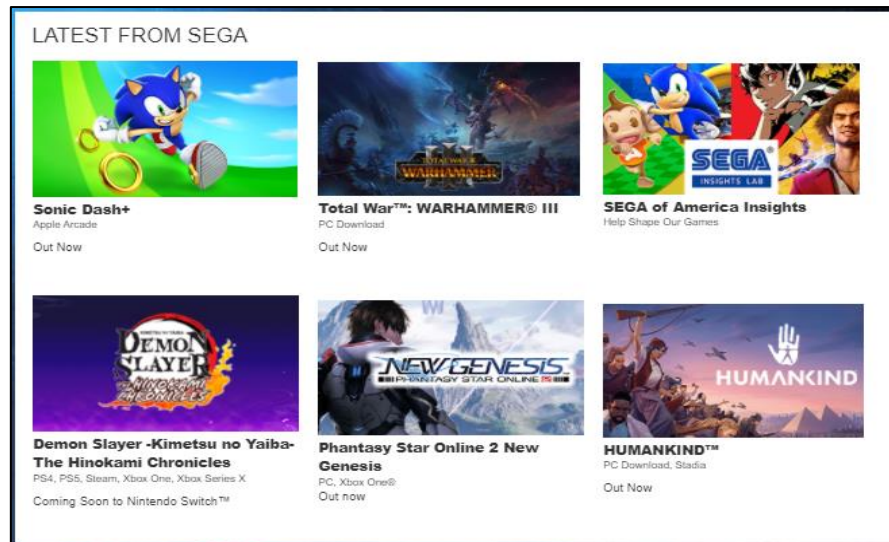 LATEST FROM SEGA
TOTAL WAR
WARHAMMER
III
SEGA®
INSIGHTS LAB
Sonic Dash+
Apple Arcade
Out Now
Total War™: WARHAMMER® III
PC Download
Out Now
SEGA of America Insights
Help Shape Our Games
KIMETSU NO YAIBA
DEMON
SLAYER
THE HINOKAMI
CHRONICLES
NEW GENESIS
PHANTASY STAR ONLINE 2
HUMANKIND
Demon Slayer -Kimetsu no Yaiba-
The Hinokami Chronicles
PS4, PS5, Steam, Xbox One, Xbox Series X
Coming Soon to Nintendo Switch™
Phantasy Star Online 2 New
Genesis
PC, Xbox One®
Out now
HUMANKIND™
PC Download, Stadia
Out Now